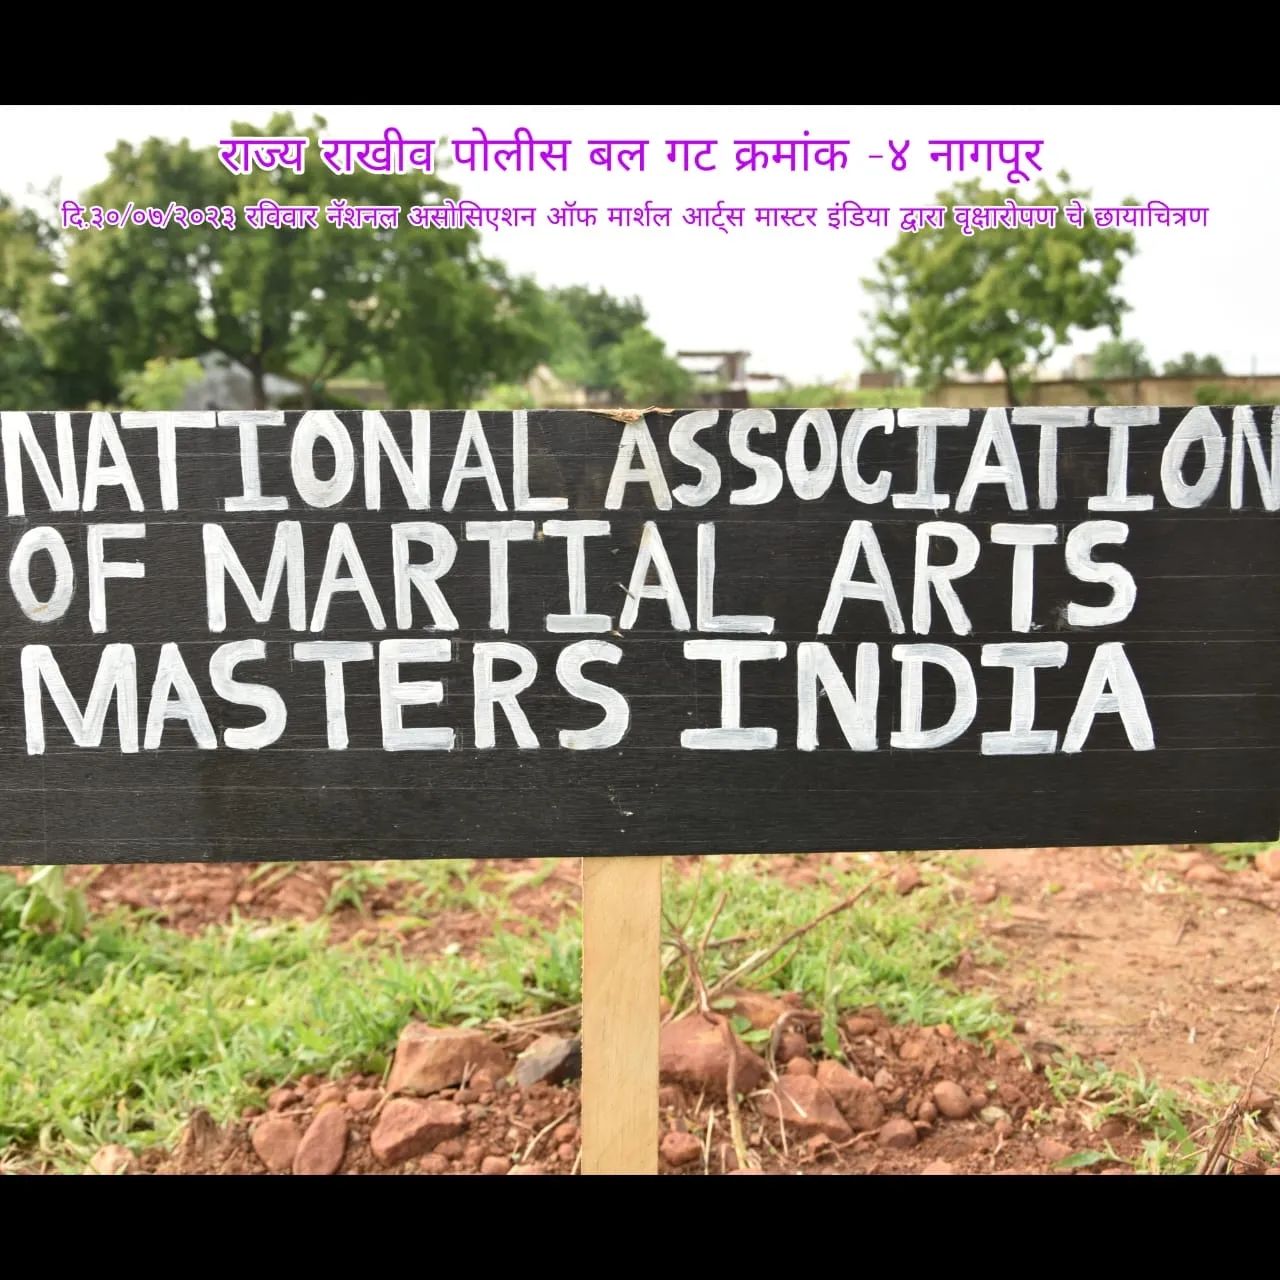 राज्य राखीव पोलीस बल गट क्रमांक -४ नागपूर
दि.३०/०७/२०२३ रविवार नॅशनल असोसिएशन ऑफ मार्शल आर्ट्स मास्टर इंडिया द्वारा वृक्षारोपण चे छायाचित्रण
NATIONAL ASSOCIATION
OF MARTIAL ARTS
MASTERS INDIA